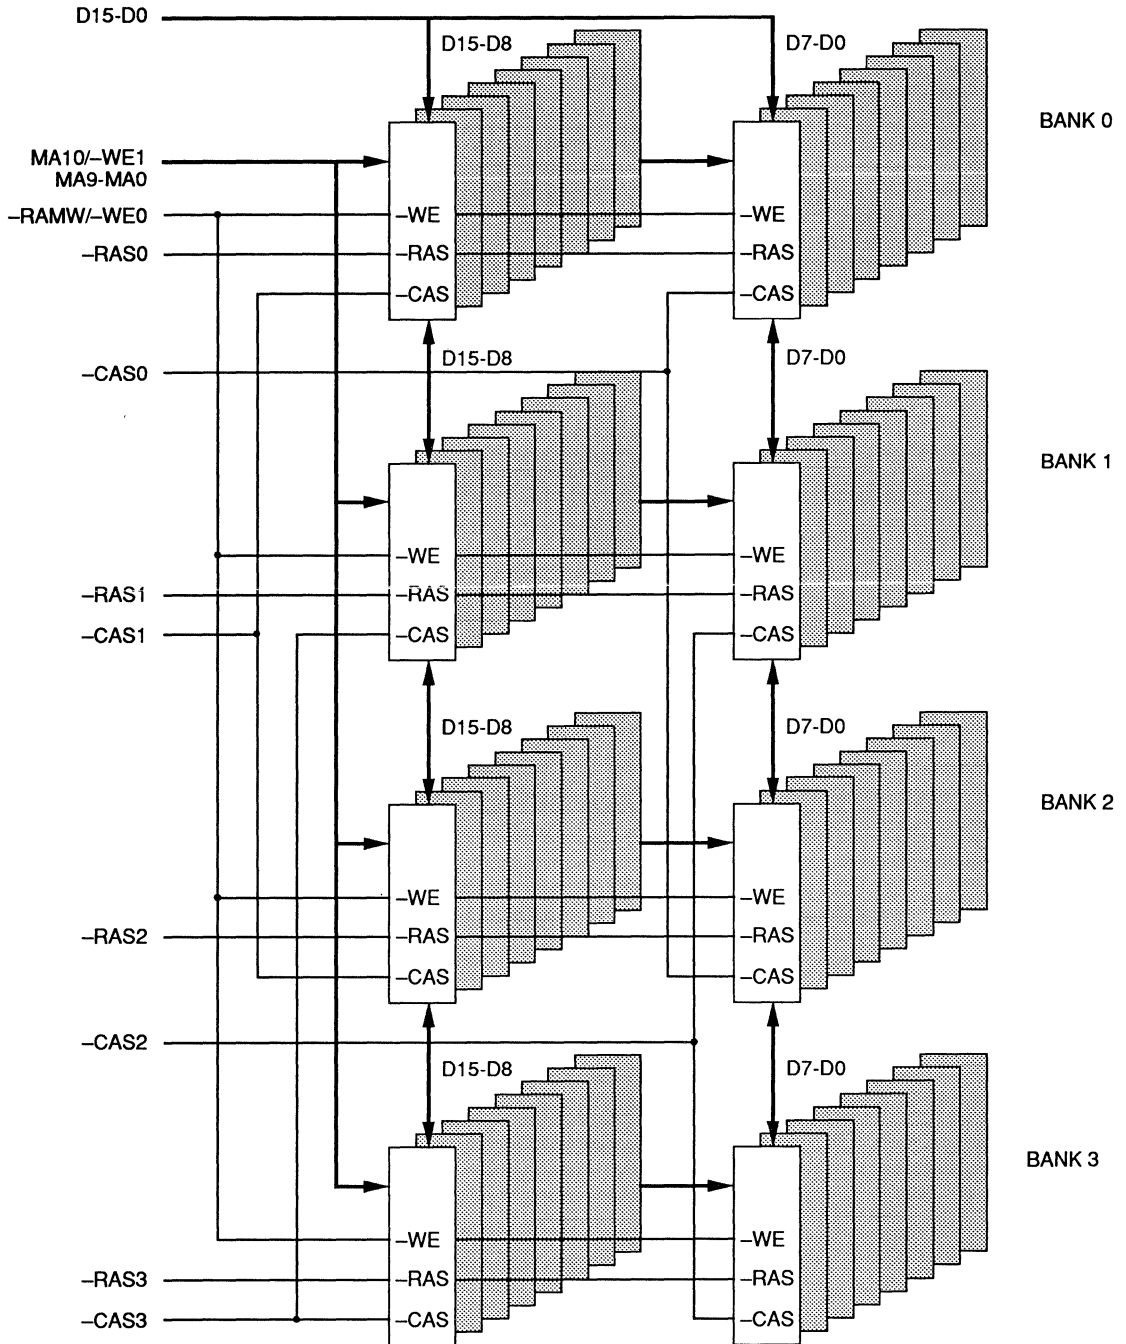 D15-D0
D15-D8
D7-D0
BANK 0
MA10/–WE1
MA9-MA0
–RAMW/–WE0
–WE
–WE
–RAS0
–RAS
–RAS
–CAS
–CAS
–CAS0
D15-D8
D7-D0
BANK 1
–WE
–WE
–RAS1
–RAS
–RAS
–CAS1
–CAS
–CAS
D15-D8
D7-D0
BANK 2
–WE
–WE
–RAS2
–RAS
–RAS
–CAS
–CAS
–CAS2
D15-D8
D7-D0
BANK 3
–WE
–WE
–RAS3
–RAS
–RAS
–CAS3
–CAS
–CAS